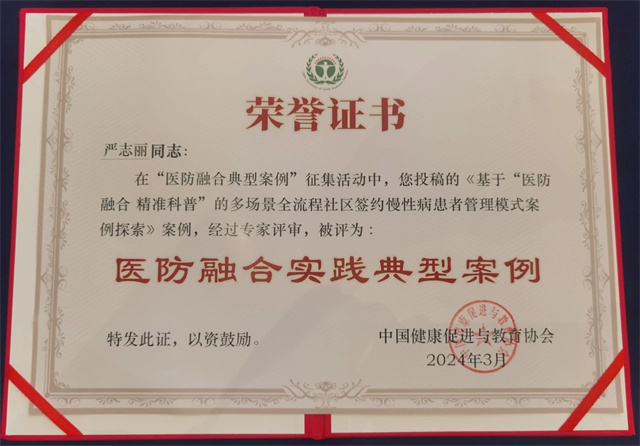 荣誉证书
严志丽同志：
在“医防融合典型案例”征集活动中，您投稿的《基于“医防
融合 精准科普”的多场景全流程社区签约慢性病患者管理模式案
例探索》案例，经过专家评审，被评为：
医防融合实践典型案例
特发此证，以资鼓励。
中国健康促进与教育协会
2024年3月